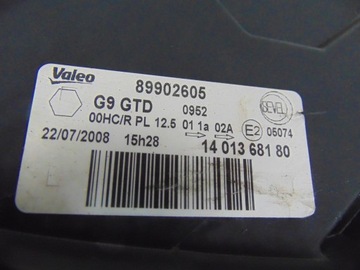 Valeo
89902605
G9 GTD 0952
SEVEL
00HC/R PL 12.5 01 1a 02A E2 05074
22/07/2008 15h28
14 013 681 80